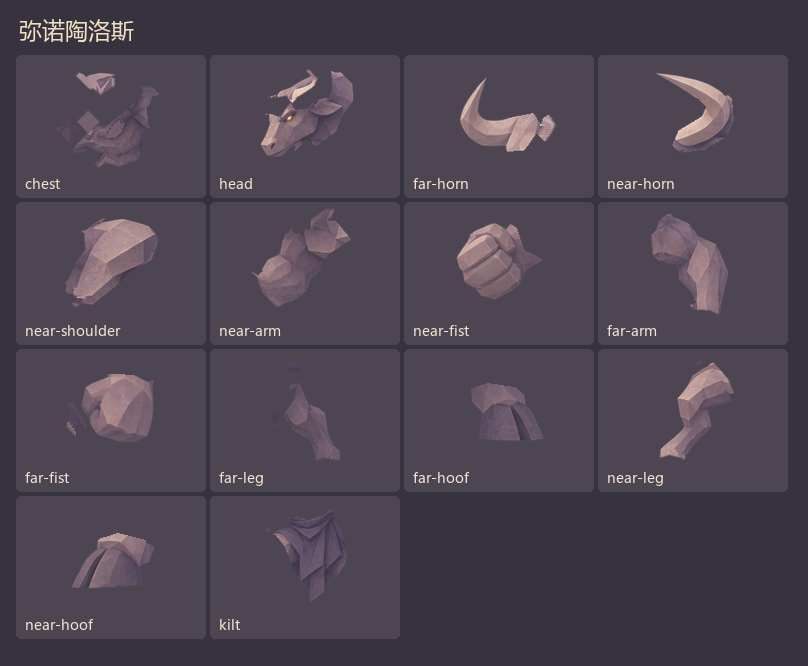 弥诺陶洛斯
chest
head
far-horn
near-horn
near-shoulder
near-arm
near-fist
far-arm
far-fist
far-leg
far-hoof
near-leg
near-hoof
kilt